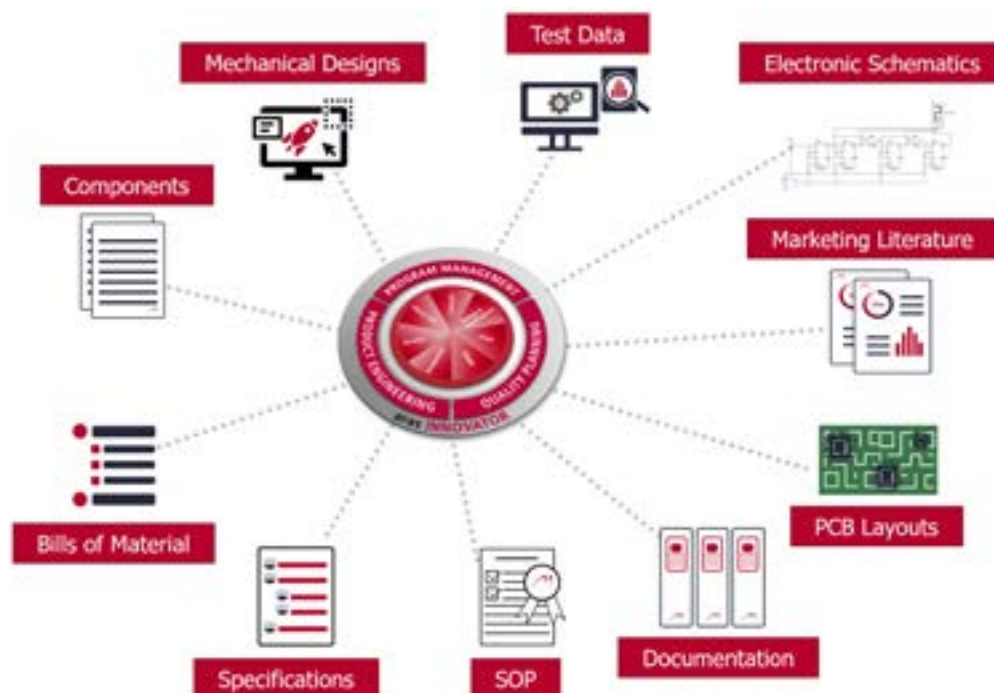 Test Data
Mechanical Designs
Electronic Schematics
Components
Marketing Literature
PROGRAM MANAGEMENT
PRODUCT ENGINEERING
QUALITY PLANNING
INNOVATOR
Bills of Material
PCB Layouts
Specifications
SOP
Documentation